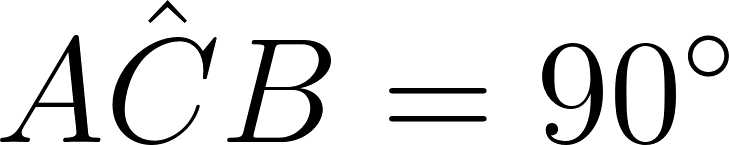 AĈB = 90°